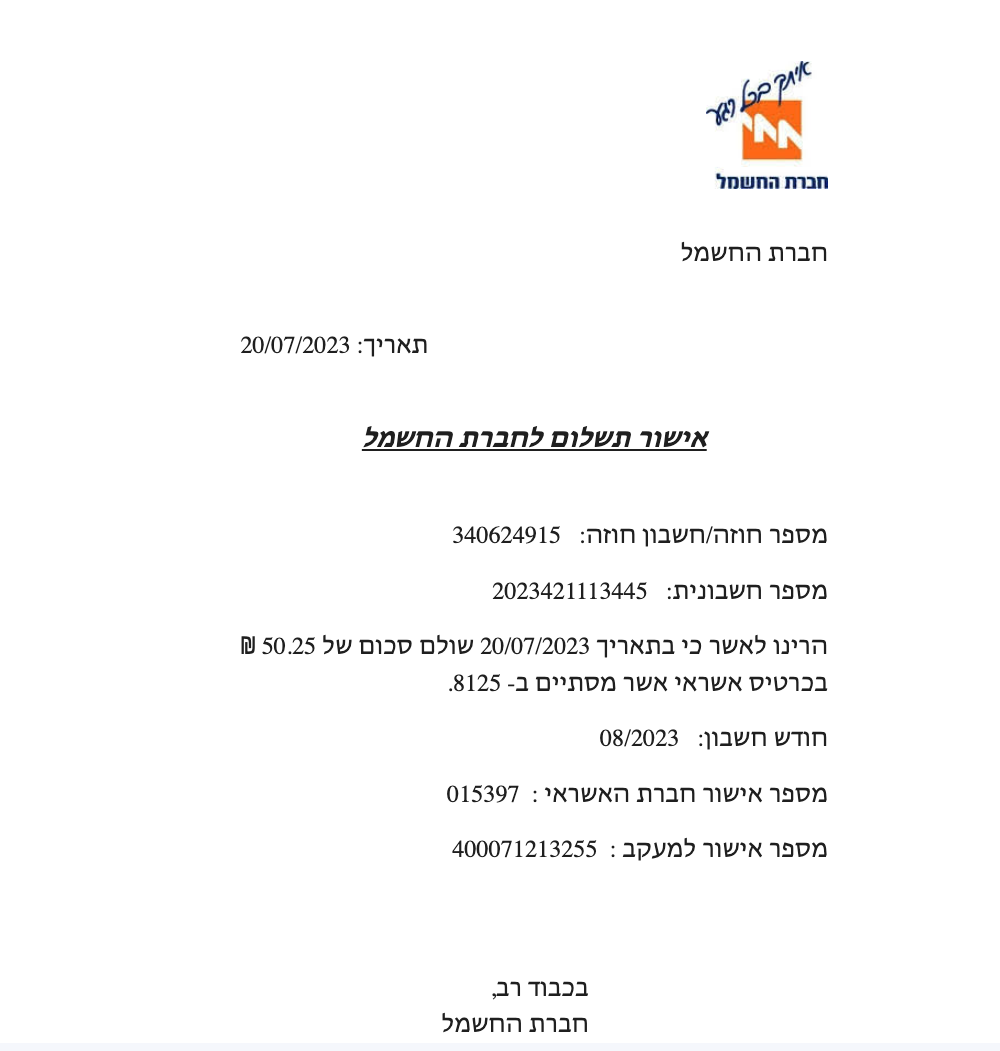 איתך בכל רגע
חברת החשמל
חברת החשמל
תאריך: 20/07/2023
אישור תשלום לחברת החשמל
מספר חוזה/חשבון חוזה: 340624915
מספר חשבונית: 2023421113445
הרינו לאשר כי בתאריך 20/07/2023 שולם סכום של 50.25 ₪
בכרטיס אשראי אשר מסתיים ב- 8125.
חודש חשבון: 08/2023
מספר אישור חברת האשראי : 015397
מספר אישור למעקב : 400071213255
בכבוד רב,
חברת החשמל